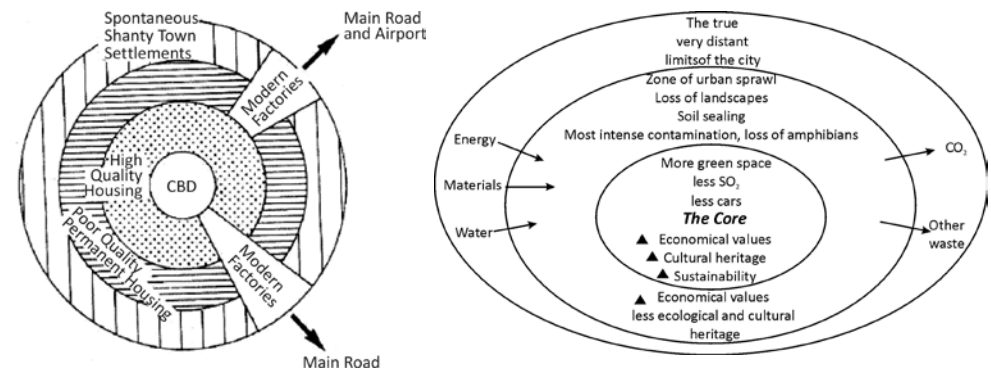 Spontaneous
Shanty Town
Settlements
Main Road
and Airport
Modern
Factories
High
Quality
Housing
CBD
Poor Quality
Permanent Housing
Modern
Factories
Main Road
The true
very distant
limitsof the city
Zone of urban sprawl
Loss of landscapes
Soil sealing
Most intense contamination, loss of amphibians
Energy
Materials
Water
More green space
less SO₂
less cars
The Core
▲ Economical values
▲ Cultural heritage
▲ Sustainability
▲ Economical values
less ecological and cultural
heritage
CO₂
Other
waste